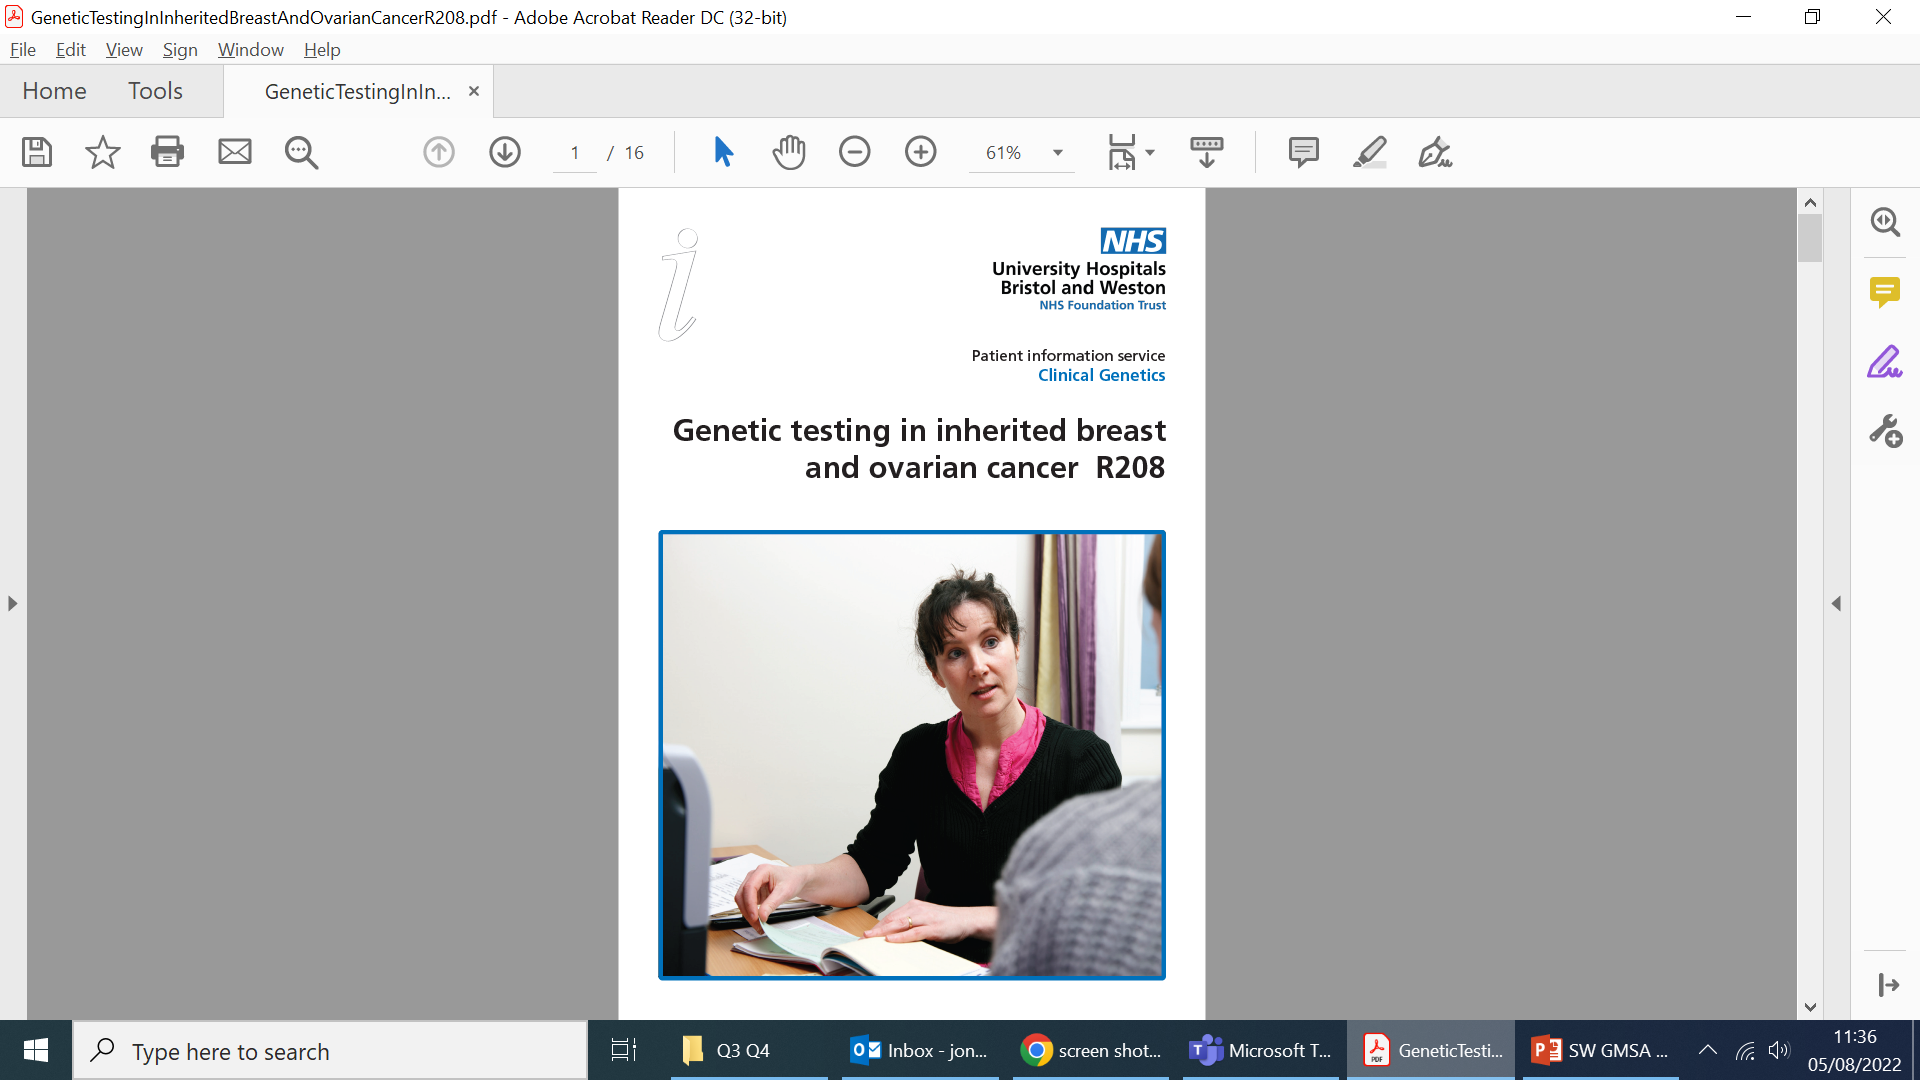 GeneticTestingInInheritedBreastAndOvarianCancerR208.pdf - Adobe Acrobat Reader DC (32-bit)
File Edit View Sign Window Help
Home Tools GeneticTestingInIn... ×
1 / 16 61%
i
NHS
University Hospitals
Bristol and Weston
NHS Foundation Trust
Patient information service
Clinical Genetics
Genetic testing in inherited breast
and ovarian cancer R208
Type here to search Q3 Q4 Inbox - jon... screen shot... Microsoft T... GeneticTesti... SW GMSA ... 11:36
05/08/2022